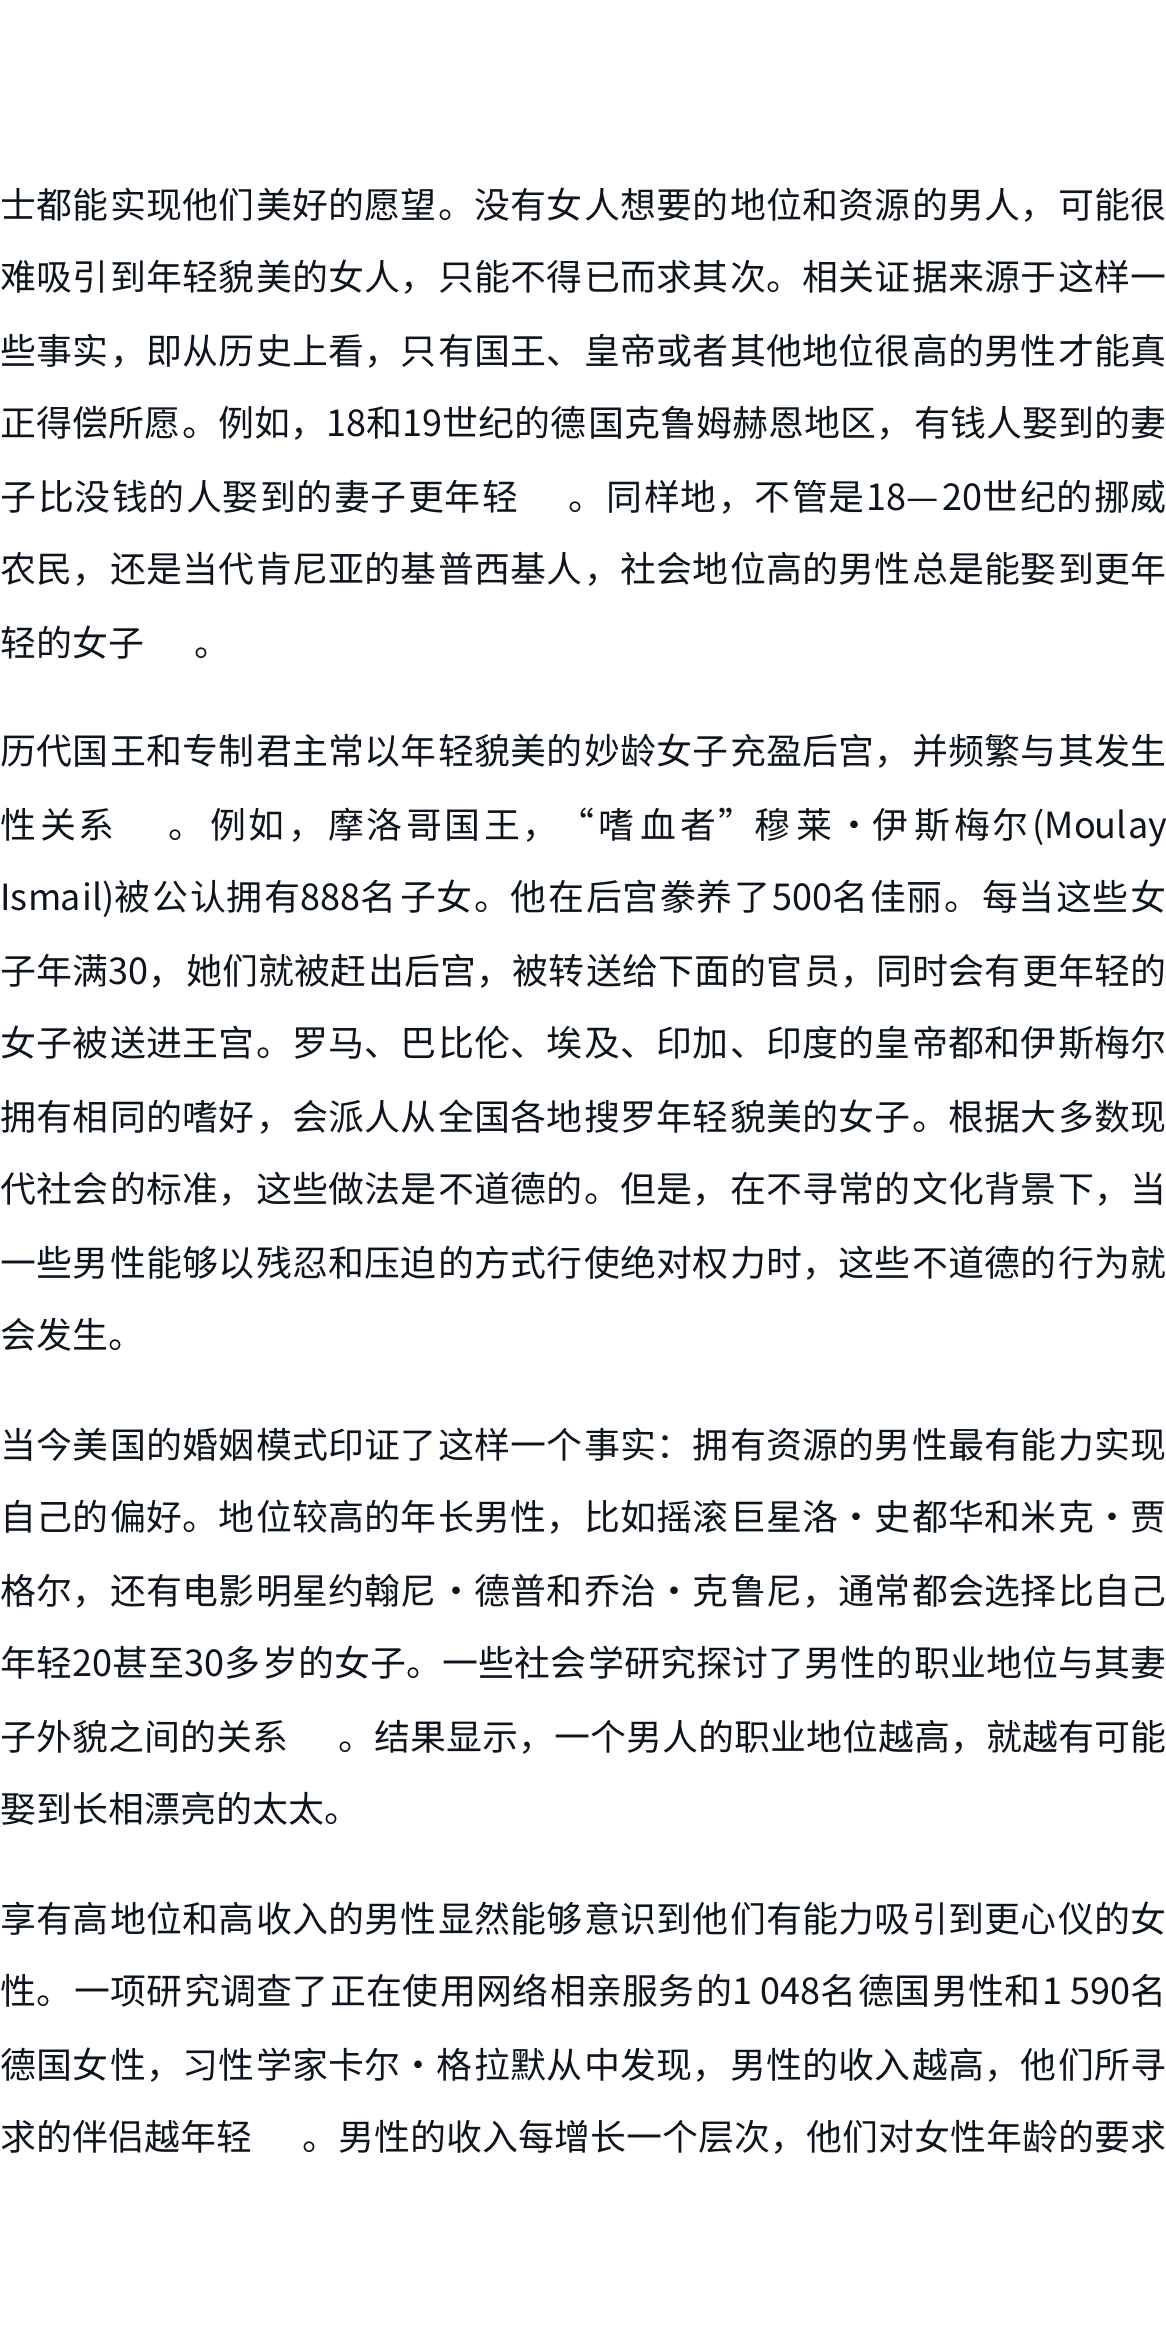 士都能实现他们美好的愿望。没有女人想要的地位和资源的男人，可能很
难吸引到年轻貌美的女人，只能不得已而求其次。相关证据来源于这样一
些事实，即从历史上看，只有国王、皇帝或者其他地位很高的男性才能真
正得偿所愿。例如，18和19世纪的德国克鲁姆赫恩地区，有钱人娶到的妻
子比没钱的人娶到的妻子更年轻 。同样地，不管是18—20世纪的挪威
农民，还是当代肯尼亚的基普西基人，社会地位高的男性总是能娶到更年
轻的女子 。
历代国王和专制君主常以年轻貌美的妙龄女子充盈后宫，并频繁与其发生
性关系 。例如，摩洛哥国王，“嗜血者”穆莱·伊斯梅尔(Moulay
Ismail)被公认拥有888名子女。他在后宫豢养了500名佳丽。每当这些女
子年满30，她们就被赶出后宫，被转送给下面的官员，同时会有更年轻的
女子被送进王宫。罗马、巴比伦、埃及、印加、印度的皇帝都和伊斯梅尔
拥有相同的嗜好，会派人从全国各地搜罗年轻貌美的女子。根据大多数现
代社会的标准，这些做法是不道德的。但是，在不寻常的文化背景下，当
一些男性能够以残忍和压迫的方式行使绝对权力时，这些不道德的行为就
会发生。
当今美国的婚姻模式印证了这样一个事实：拥有资源的男性最有能力实现
自己的偏好。地位较高的年长男性，比如摇滚巨星洛·史都华和米克·贾
格尔，还有电影明星约翰尼·德普和乔治·克鲁尼，通常都会选择比自己
年轻20甚至30多岁的女子。一些社会学研究探讨了男性的职业地位与其妻
子外貌之间的关系 。结果显示，一个男人的职业地位越高，就越有可能
娶到长相漂亮的太太。
享有高地位和高收入的男性显然能够意识到他们有能力吸引到更心仪的女
性。一项研究调查了正在使用网络相亲服务的1 048名德国男性和1 590名
德国女性，习性学家卡尔·格拉默从中发现，男性的收入越高，他们所寻
求的伴侣越年轻 。男性的收入每增长一个层次，他们对女性年龄的要求